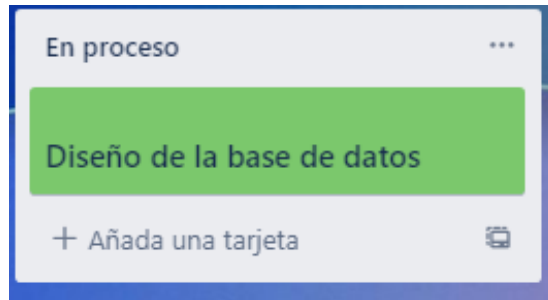 En proceso
Diseño de la base de datos
+ Añada una tarjeta